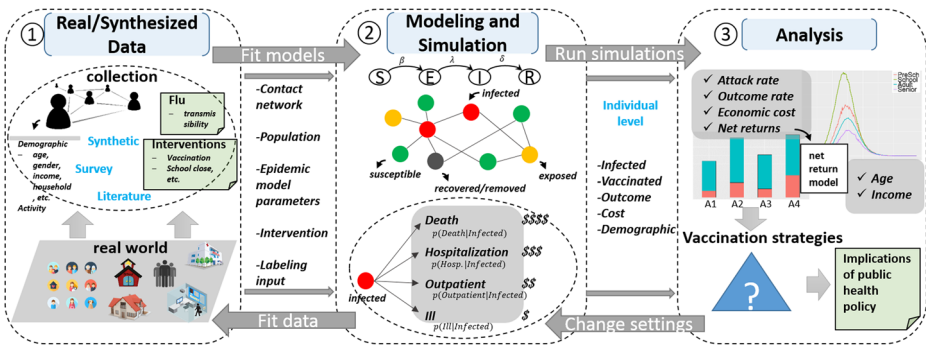 1
Real/Synthesized
Data
collection
Flu
– transmis
sibility
Demographic
– age,
gender,
income,
household
, etc.
Activity
Synthetic
Survey
Literature
Interventions
– Vaccination
– School close,
etc.
real world
Fit models
-Contact
network
-Population
-Epidemic
model
parameters
-Intervention
-Labeling
input
Fit data
2
Modeling and
Simulation
β λ δ
S E I R
infected
susceptible
recovered/removed
exposed
infected
Death $$$$
p(Death|Infected)
Hospitalization $$$
p(Hosp.|Infected)
Outpatient $$
p(Outpatient|Infected)
Ill $
p(Ill|Infected)
Run simulations
Individual
level
-Infected
-Vaccinated
-Outcome
-Cost
-Demographic
Change settings
3
Analysis
✓ Attack rate
✓ Outcome rate
✓ Economic cost
✓ Net returns
PreSch
School
Adult
Senior
net
return
model
A1 A2 A3 A4
✓ Age
✓ Income
Vaccination strategies
?
Implications
of public
health
policy